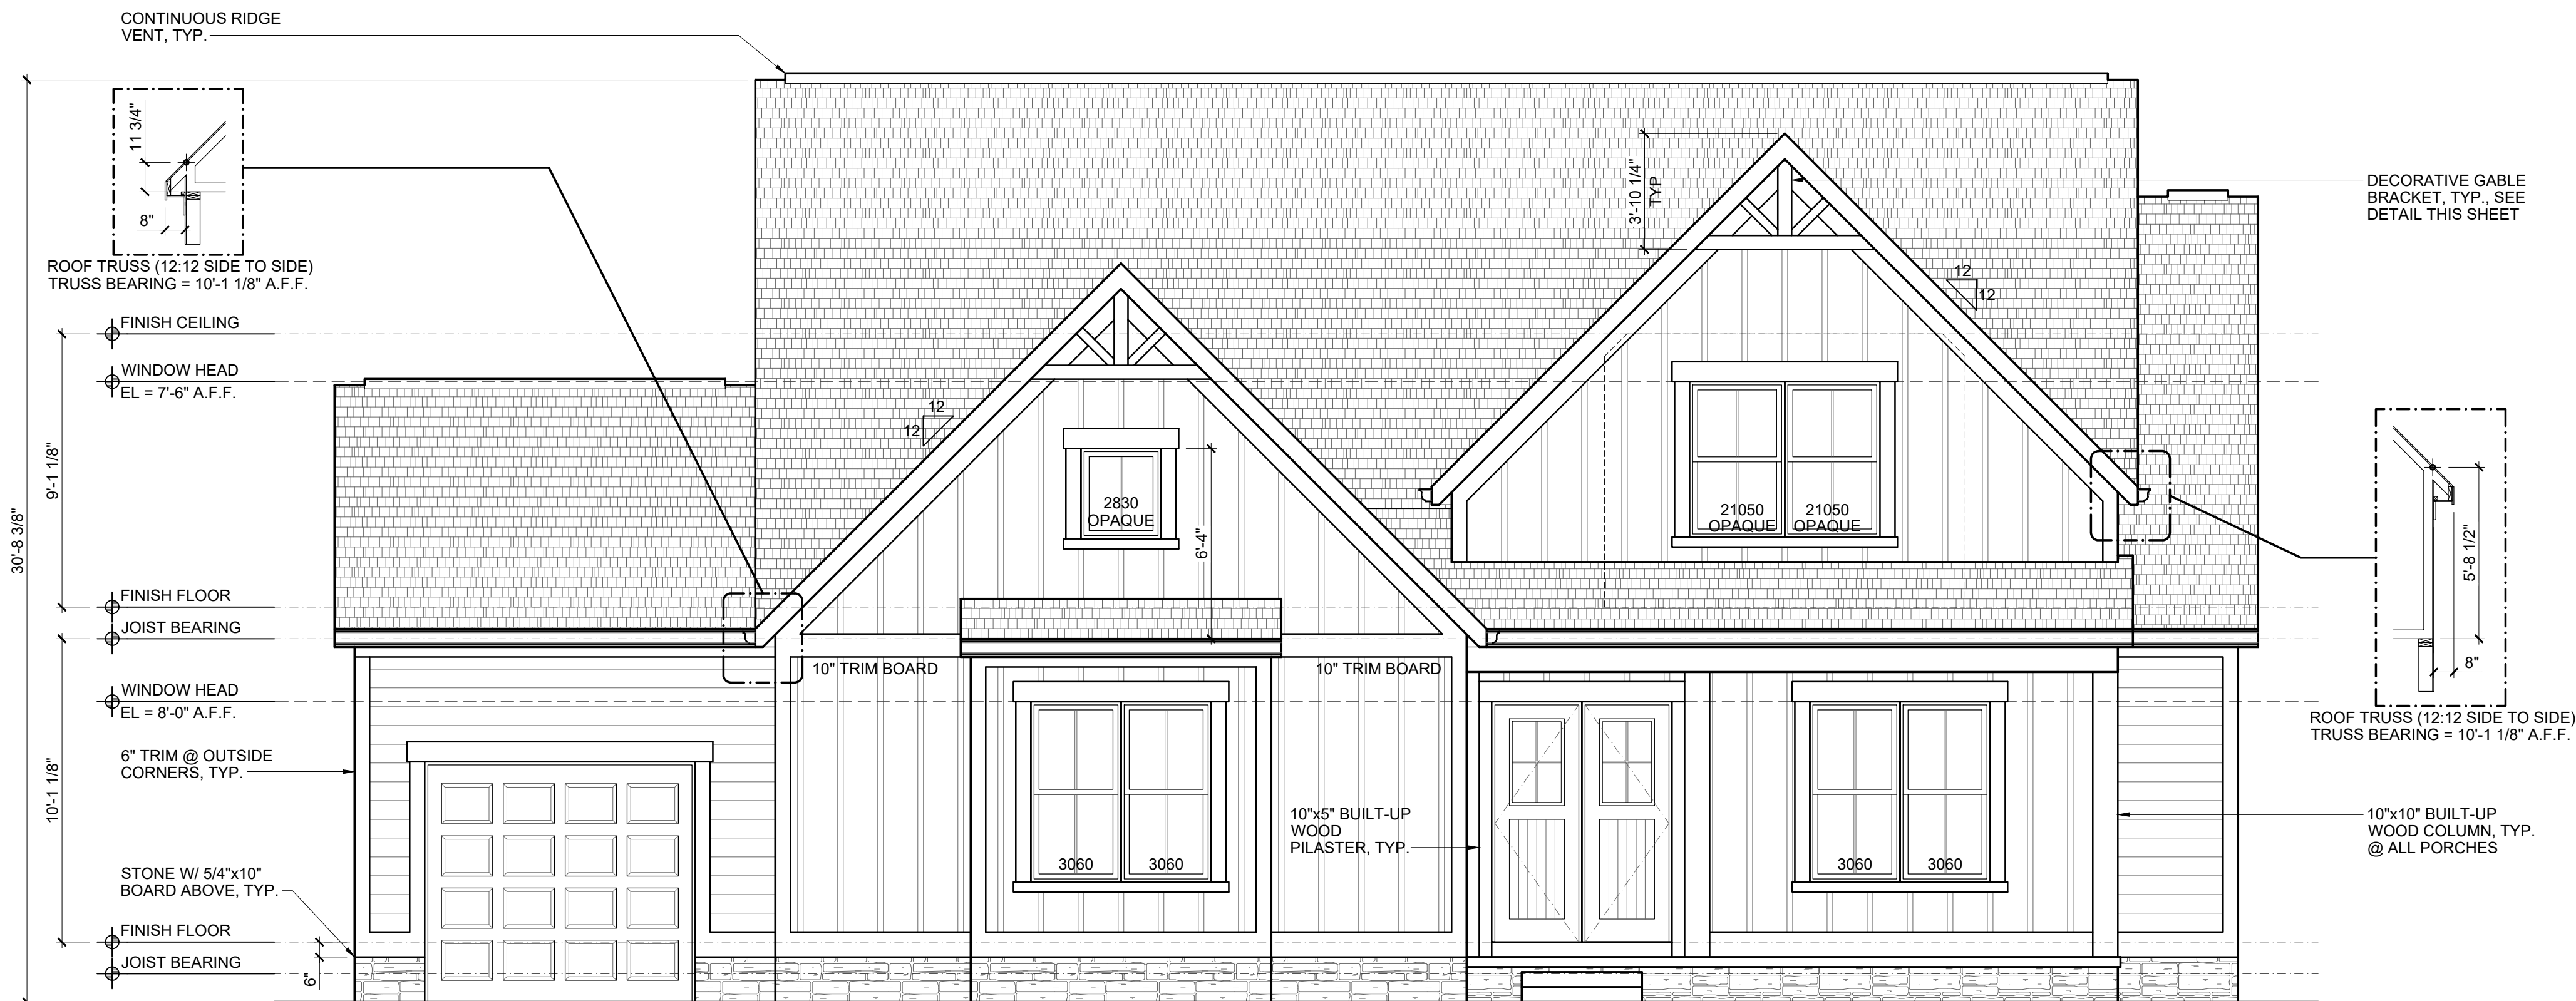 CONTINUOUS RIDGE
VENT, TYP.
11 3/4"
8"
ROOF TRUSS (12:12 SIDE TO SIDE)
TRUSS BEARING = 10'-1 1/8" A.F.F.
3'-10 1/4"
TYP
DECORATIVE GABLE
BRACKET, TYP., SEE
DETAIL THIS SHEET
12
12
FINISH CEILING
WINDOW HEAD
EL = 7'-6" A.F.F.
12
12
9'-1 1/8"
30'-8 3/8"
2830
OPAQUE
6'-4"
21050
OPAQUE
21050
OPAQUE
5'-8 1/2"
8"
ROOF TRUSS (12:12 SIDE TO SIDE)
TRUSS BEARING = 10'-1 1/8" A.F.F.
FINISH FLOOR
JOIST BEARING
10" TRIM BOARD
10" TRIM BOARD
WINDOW HEAD
EL = 8'-0" A.F.F.
6" TRIM @ OUTSIDE
CORNERS, TYP.
10'-1 1/8"
10"x5" BUILT-UP
WOOD
PILASTER, TYP.
10"x10" BUILT-UP
WOOD COLUMN, TYP.
@ ALL PORCHES
3060
3060
3060
3060
STONE W/ 5/4"x10"
BOARD ABOVE, TYP.
FINISH FLOOR
JOIST BEARING
6"